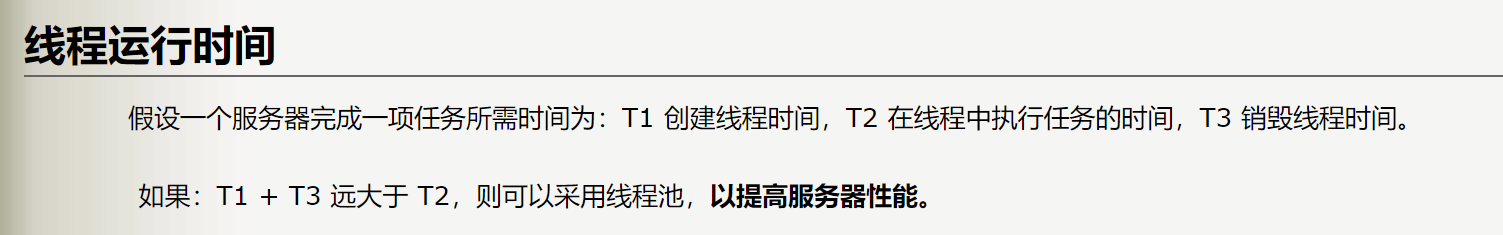 线程运行时间
假设一个服务器完成一项任务所需时间为：T1 创建线程时间，T2 在线程中执行任务的时间，T3 销毁线程时间。
如果：T1 + T3 远大于 T2，则可以采用线程池，以提高服务器性能。